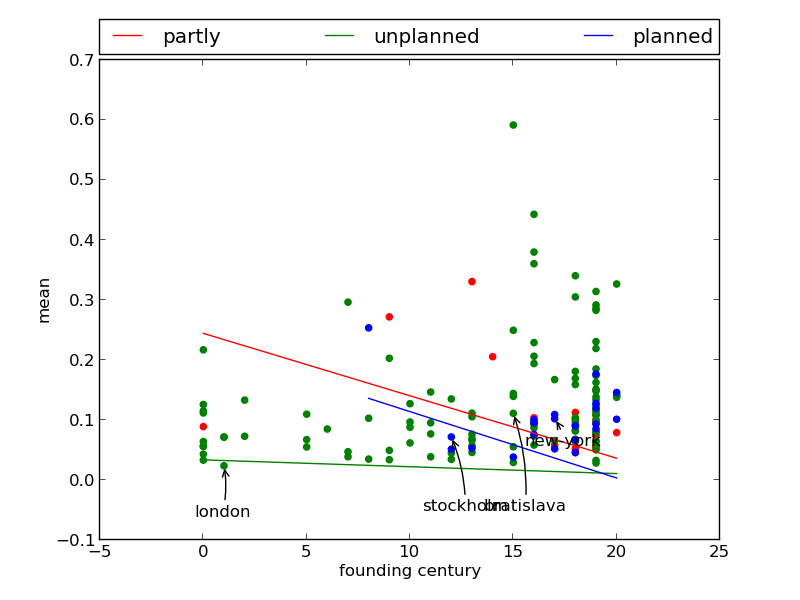 partly unplanned planned
0.7
0.6
0.5
0.4
0.3
0.2
0.1
0.0
−0.1
mean
new york
stockholm bratislava
london
−5 0 5 10 15 20 25
founding century